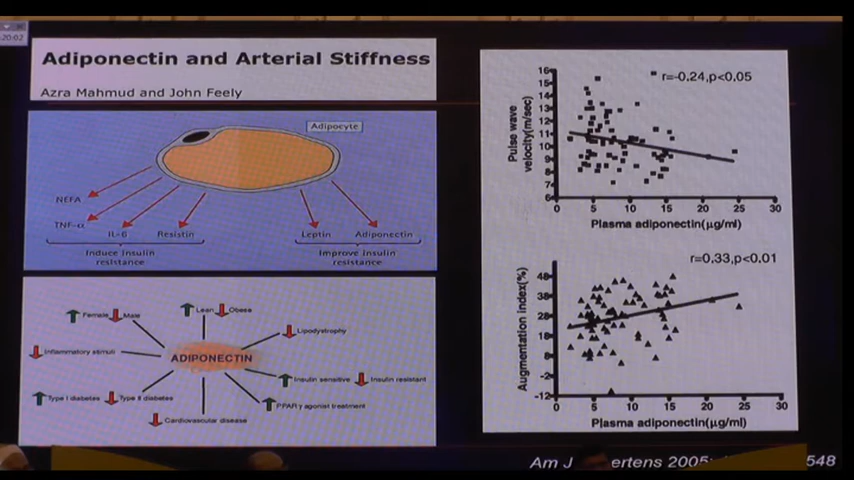 20:02
Adiponectin and Arterial Stiffness
Azra Mahmud and John Feely
Adipocyte
NEFA
TNF-α
IL-6
Resistin
Leptin
Adiponectin
Induce Insulin
resistance
Improve Insulin
resistance
Female Male
Lean Obese
Lipodystrophy
Inflammatory stimuli
ADIPONECTIN
Insulin sensitive Insulin resistant
Type I diabetes Type II diabetes
PPAR γ agonist treatment
Cardiovascular disease
r=-0.24,p<0.05
Pulse wave
velocity(m/sec)
16
15
14
13
12
11
10
9
8
7
6
0 5 10 15 20 25 30
Plasma adiponectin(µg/ml)
r=0.33,p<0.01
Augmentation index(%)
48
38
28
18
8
-2
-12
0 5 10 15 20 25 30
Plasma adiponectin(µg/ml)
Am J ertens 2005: 548